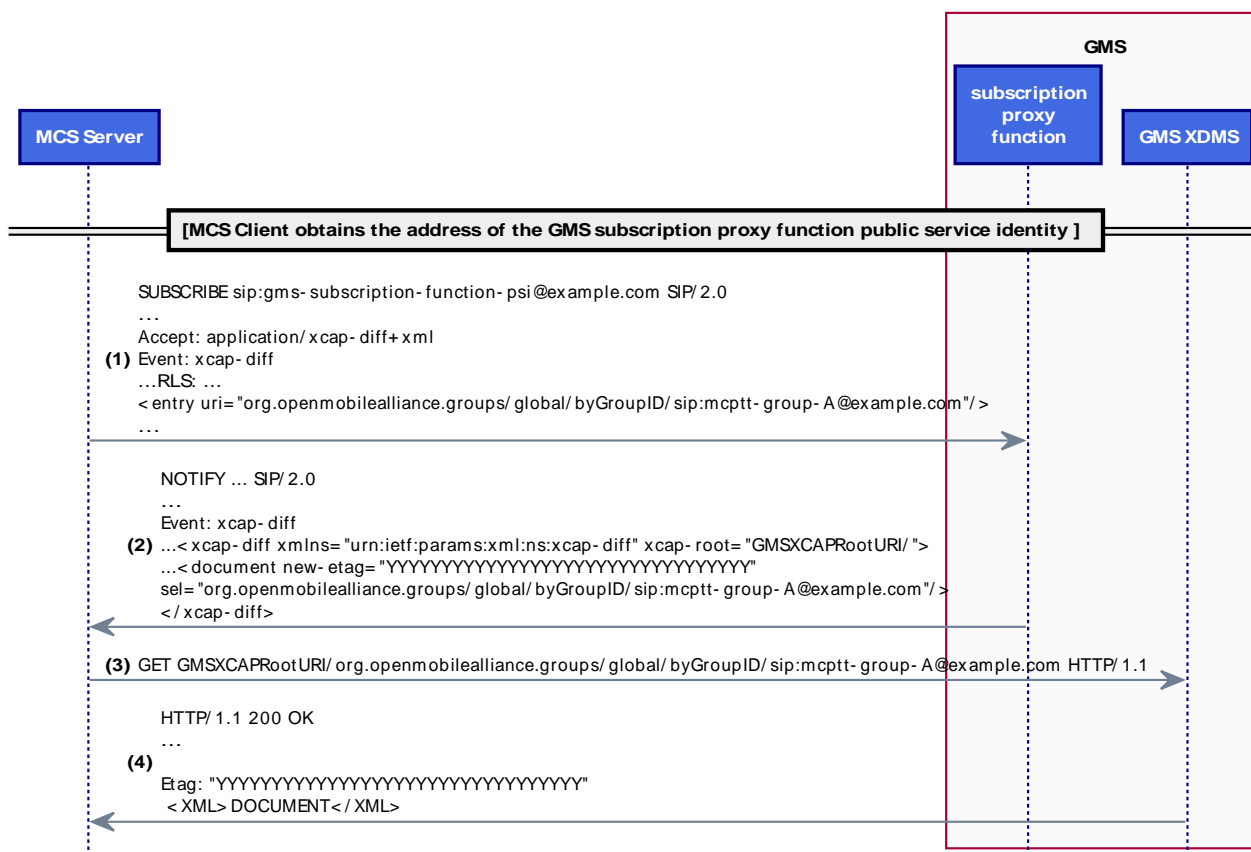 GMS
subscription
proxy
function
MCS Server
GMS XDMS
[MCS Client obtains the address of the GMS subscription proxy function public service identity ]
SUBSCRIBE sip:gms-subscription-function-psi@example.com SIP/2.0
...
Accept: application/xcap-diff+xml
(1) Event: xcap-diff
...RLS: ...
<entry uri="org.openmobilealliance.groups/global/byGroupID/sip:mcptt-group-A@example.com"/>
...
NOTIFY ... SIP/2.0
...
Event: xcap-diff
(2) ...<xcap-diff xmlns="urn:ietf:params:xml:ns:xcap-diff" xcap-root="GMSXCAPRootURI/">
...<document new-etag="YYYYYYYYYYYYYYYYYYYYYYYYYYYYYYYYY"
sel="org.openmobilealliance.groups/global/byGroupID/sip:mcptt-group-A@example.com"/>
</xcap-diff>
(3) GET GMSXCAPRootURI/org.openmobilealliance.groups/global/byGroupID/sip:mcptt-group-A@example.com HTTP/1.1
HTTP/1.1 200 OK
...
(4)
Etag: "YYYYYYYYYYYYYYYYYYYYYYYYYYYYYYYYY"
<XML>DOCUMENT</XML>